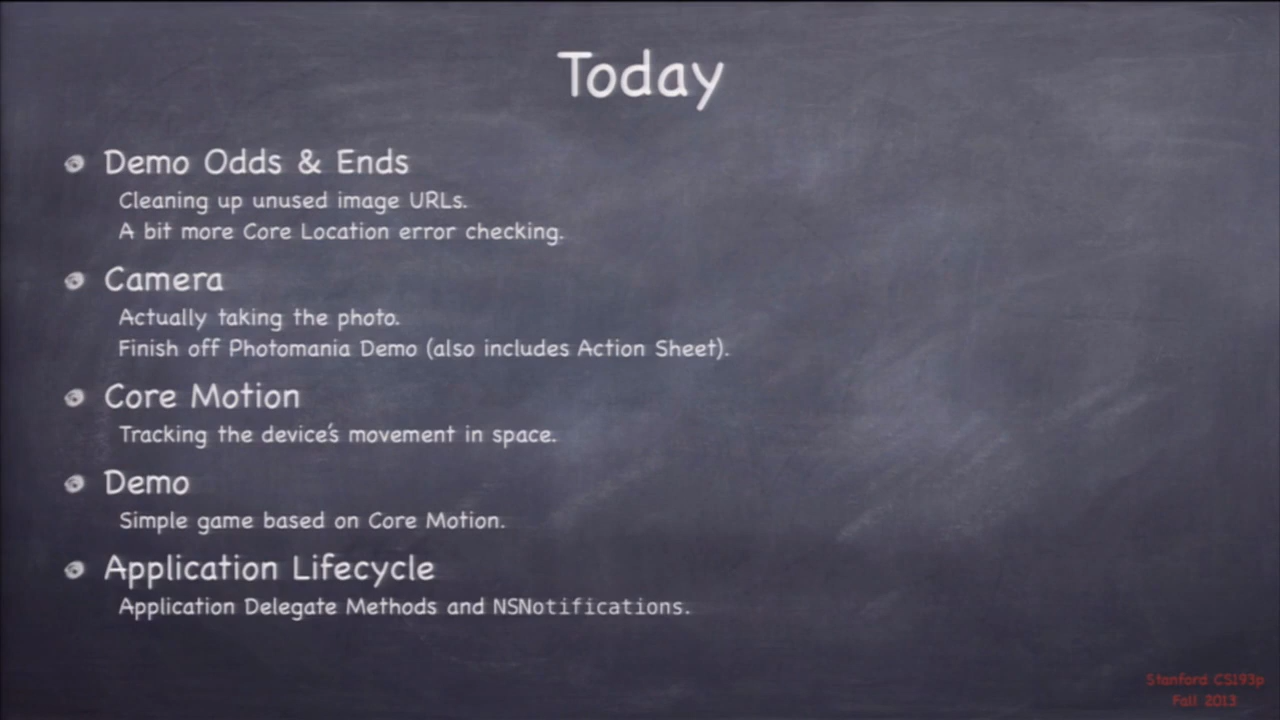 Today
Demo Odds & Ends
Cleaning up unused image URLs.
A bit more Core Location error checking.
Camera
Actually taking the photo.
Finish off Photomania Demo (also includes Action Sheet).
Core Motion
Tracking the device's movement in space.
Demo
Simple game based on Core Motion.
Application Lifecycle
Application Delegate Methods and NSNotifications.
Stanford CS193p
Fall 2013